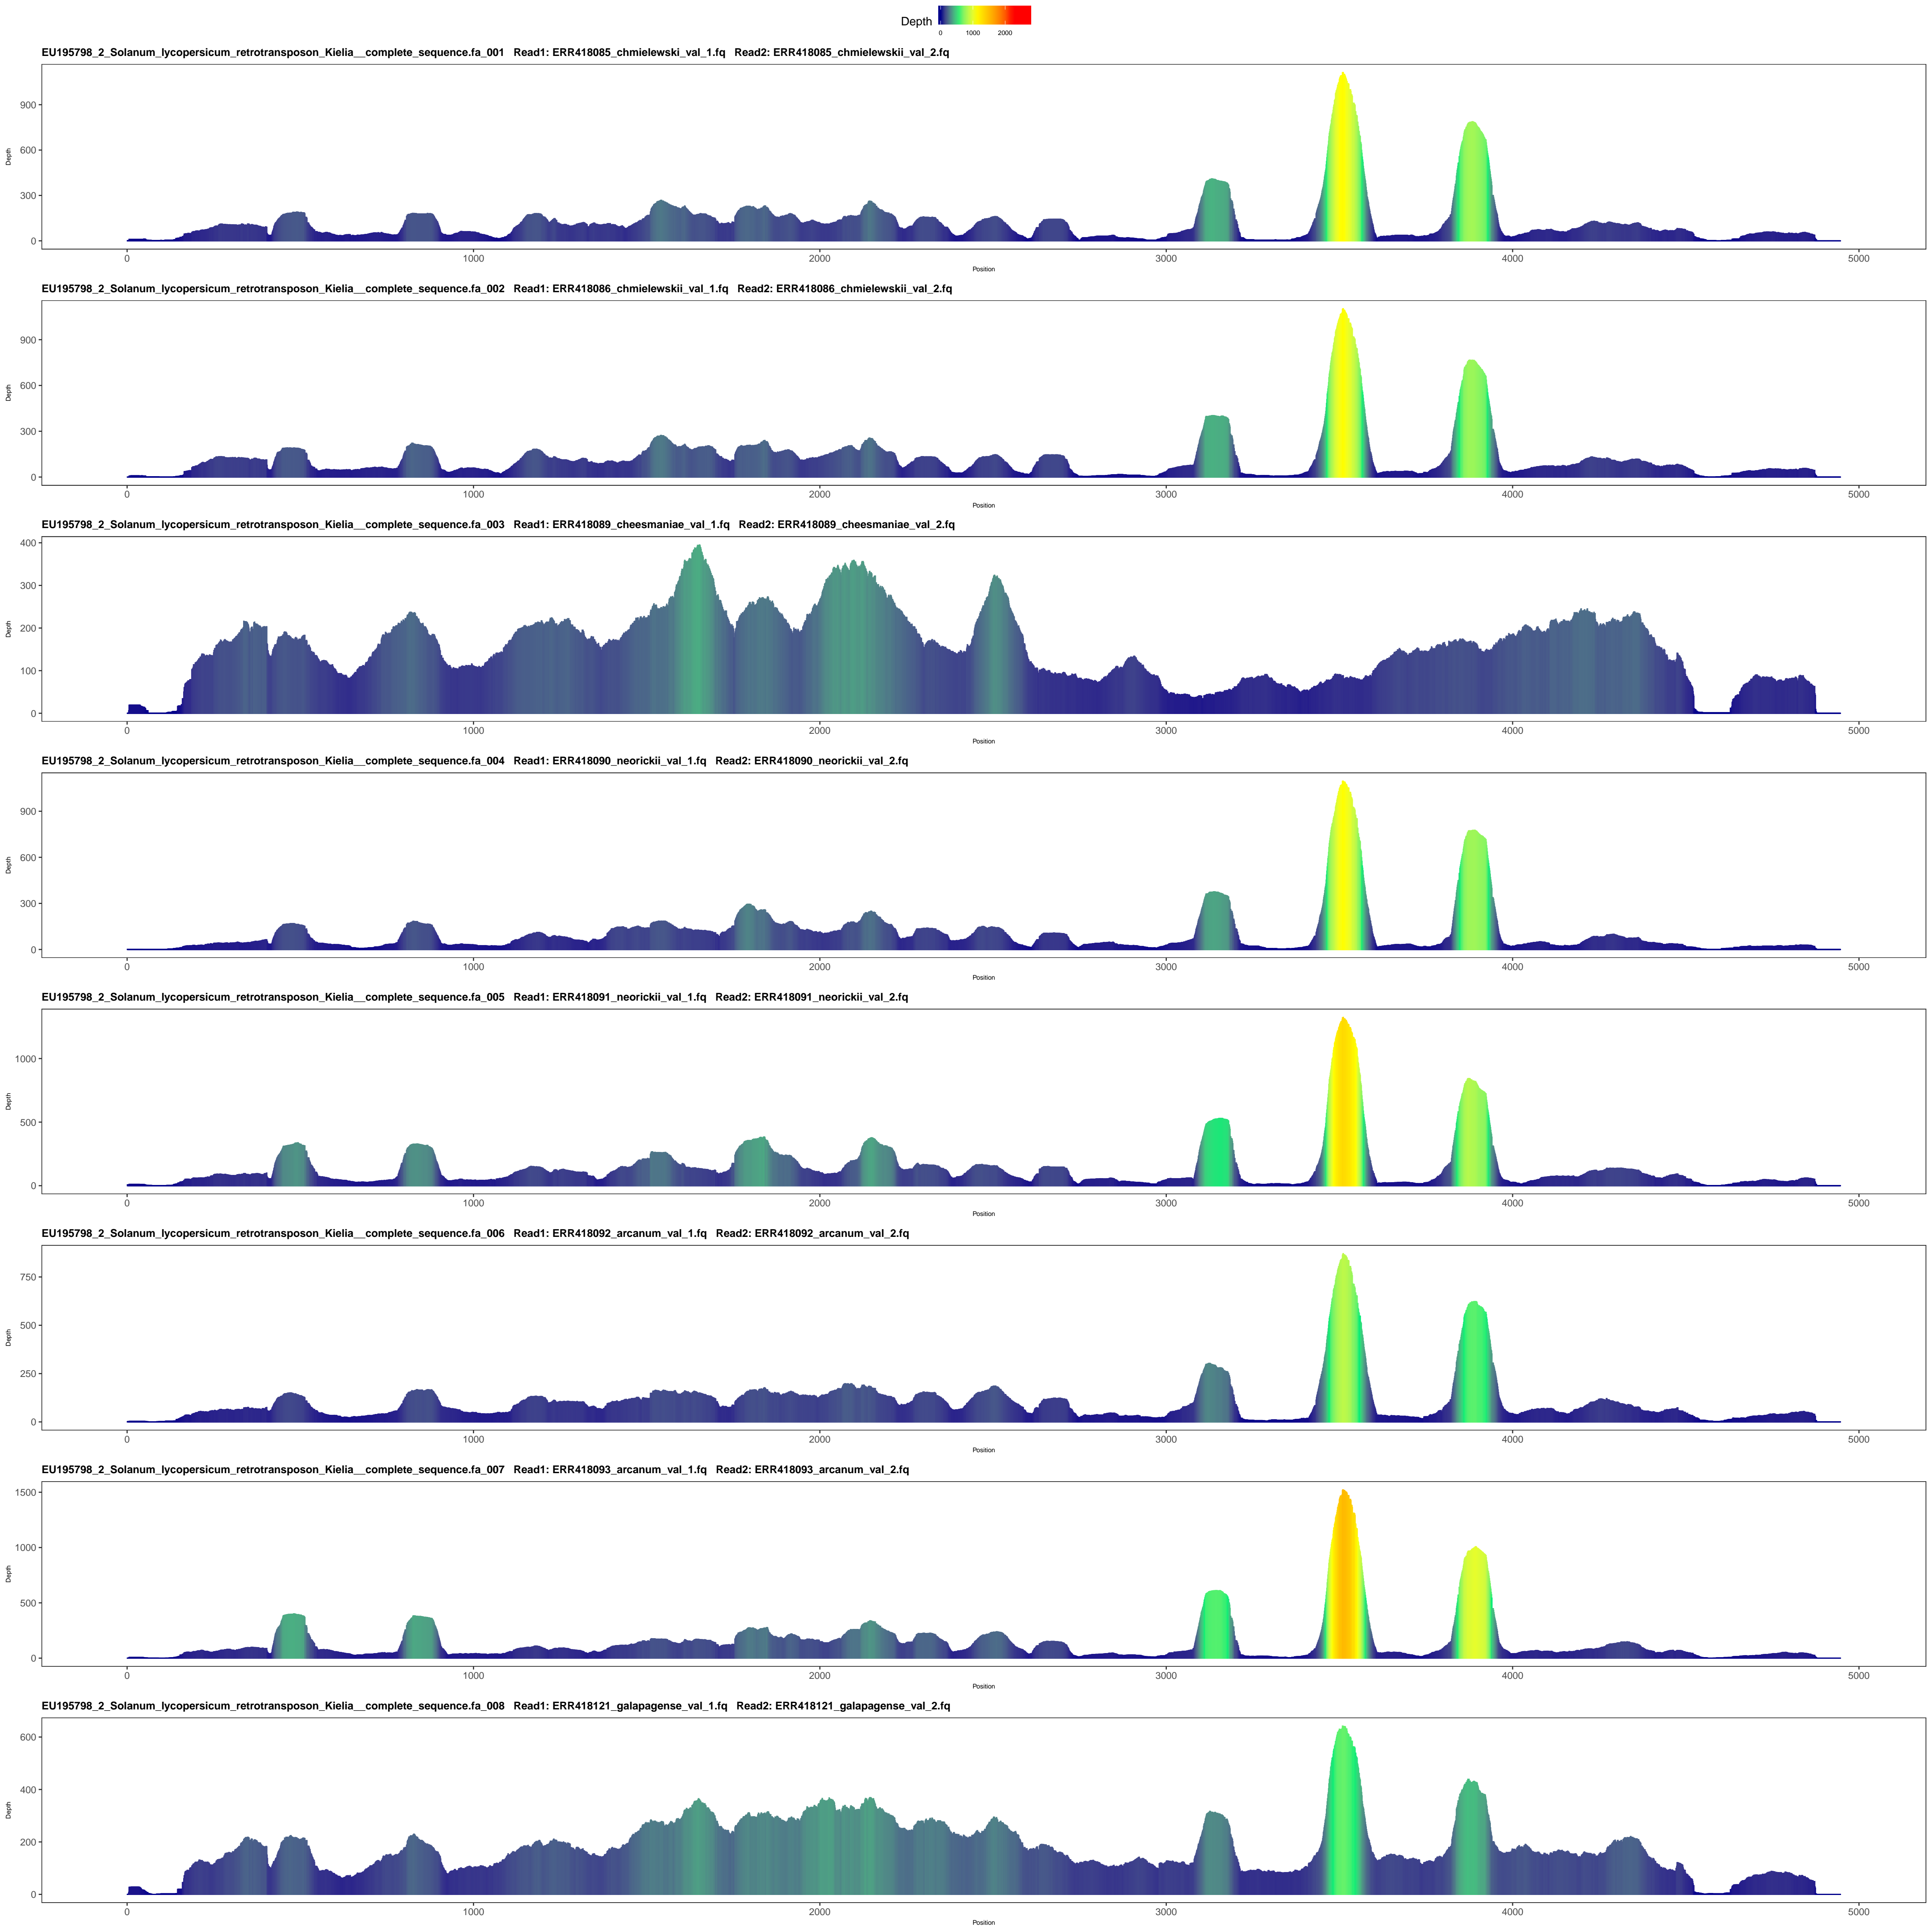 Depth
0 1000 2000
EU195798_2_Solanum_lycopersicum_retrotransposon_Kielia__complete_sequence.fa_001 Read1: ERR418085_chmielewski_val_1.fq Read2: ERR418085_chmielewskii_val_2.fq
900
600
300
0
Depth
0 1000 2000 3000 4000 5000
Position
EU195798_2_Solanum_lycopersicum_retrotransposon_Kielia__complete_sequence.fa_002 Read1: ERR418086_chmielewskii_val_1.fq Read2: ERR418086_chmielewskii_val_2.fq
900
600
300
0
Depth
0 1000 2000 3000 4000 5000
Position
EU195798_2_Solanum_lycopersicum_retrotransposon_Kielia__complete_sequence.fa_003 Read1: ERR418089_cheesmaniae_val_1.fq Read2: ERR418089_cheesmaniae_val_2.fq
400
300
200
100
0
Depth
0 1000 2000 3000 4000 5000
Position
EU195798_2_Solanum_lycopersicum_retrotransposon_Kielia__complete_sequence.fa_004 Read1: ERR418090_neorickii_val_1.fq Read2: ERR418090_neorickii_val_2.fq
900
600
300
0
Depth
0 1000 2000 3000 4000 5000
Position
EU195798_2_Solanum_lycopersicum_retrotransposon_Kielia__complete_sequence.fa_005 Read1: ERR418091_neorickii_val_1.fq Read2: ERR418091_neorickii_val_2.fq
1000
500
0
Depth
0 1000 2000 3000 4000 5000
Position
EU195798_2_Solanum_lycopersicum_retrotransposon_Kielia__complete_sequence.fa_006 Read1: ERR418092_arcanum_val_1.fq Read2: ERR418092_arcanum_val_2.fq
750
500
250
0
Depth
0 1000 2000 3000 4000 5000
Position
EU195798_2_Solanum_lycopersicum_retrotransposon_Kielia__complete_sequence.fa_007 Read1: ERR418093_arcanum_val_1.fq Read2: ERR418093_arcanum_val_2.fq
1500
1000
500
0
Depth
0 1000 2000 3000 4000 5000
Position
EU195798_2_Solanum_lycopersicum_retrotransposon_Kielia__complete_sequence.fa_008 Read1: ERR418121_galapagense_val_1.fq Read2: ERR418121_galapagense_val_2.fq
600
400
200
0
Depth
0 1000 2000 3000 4000 5000
Position